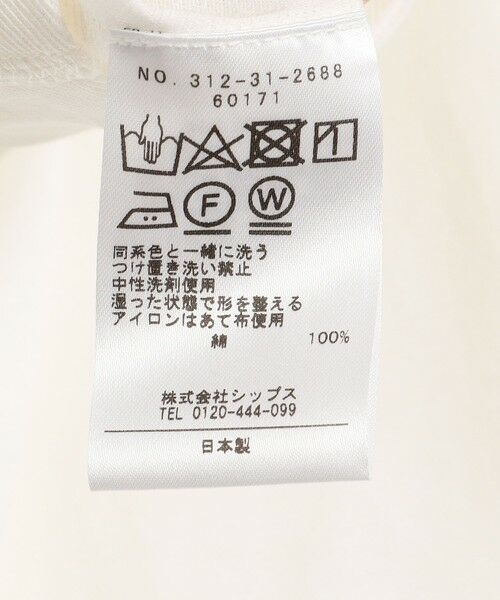 NO. 312-31-2688
60171
F W
同系色と一緒に洗う
つけ置き洗い禁止
中性洗剤使用
湿った状態で形を整える
アイロンはあて布使用
綿 100%
株式会社シップス
TEL 0120-444-099
日本製